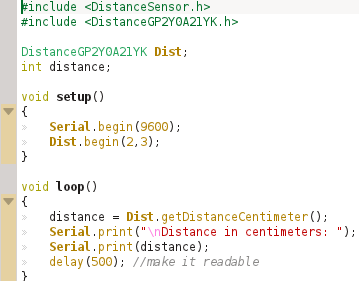 #include <DistanceSensor.h>
#include <DistanceGP2Y0A21YK.h>
DistanceGP2Y0A21YK Dist;
int distance;
void setup()
{
» Serial.begin(9600);
» Dist.begin(2,3);
}
void loop()
{
» distance = Dist.getDistanceCentimeter();
» Serial.print("\nDistance in centimeters: ");
» Serial.print(distance);
» delay(500); //make it readable
}